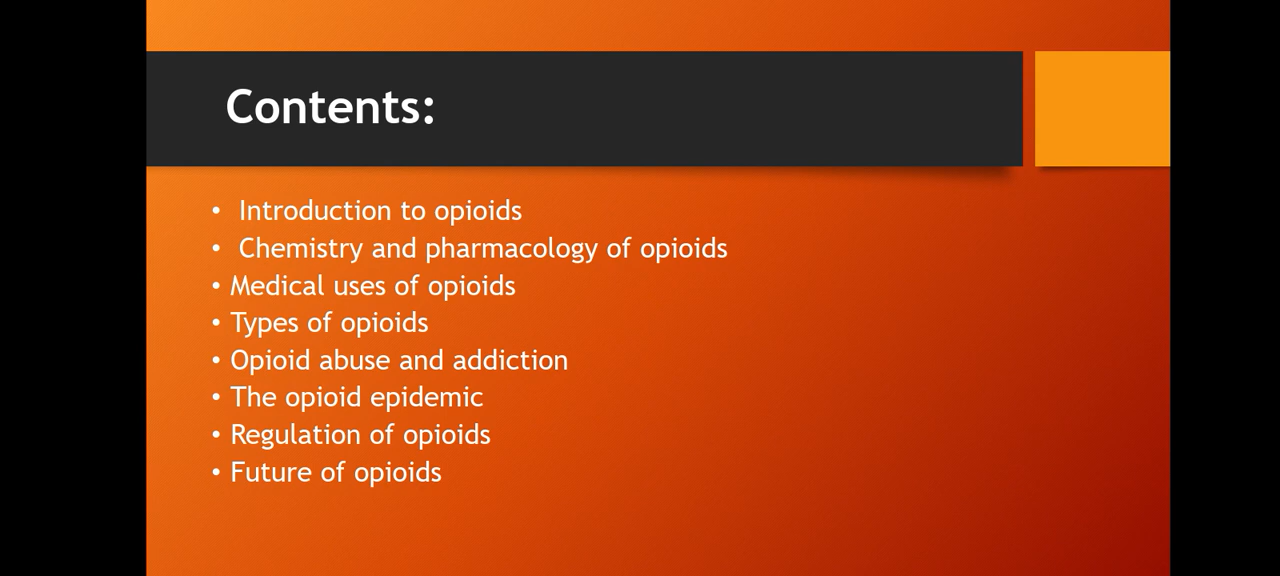 Contents:
• Introduction to opioids
• Chemistry and pharmacology of opioids
• Medical uses of opioids
• Types of opioids
• Opioid abuse and addiction
• The opioid epidemic
• Regulation of opioids
• Future of opioids